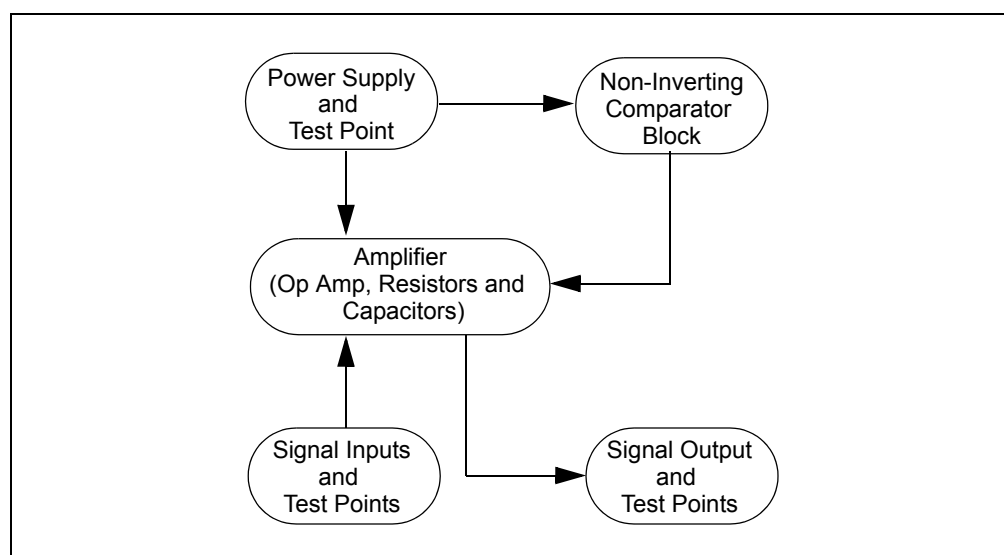 Power Supply
and
Test Point
Non-Inverting
Comparator
Block
Amplifier
(Op Amp, Resistors and
Capacitors)
Signal Inputs
and
Test Points
Signal Output
and
Test Points